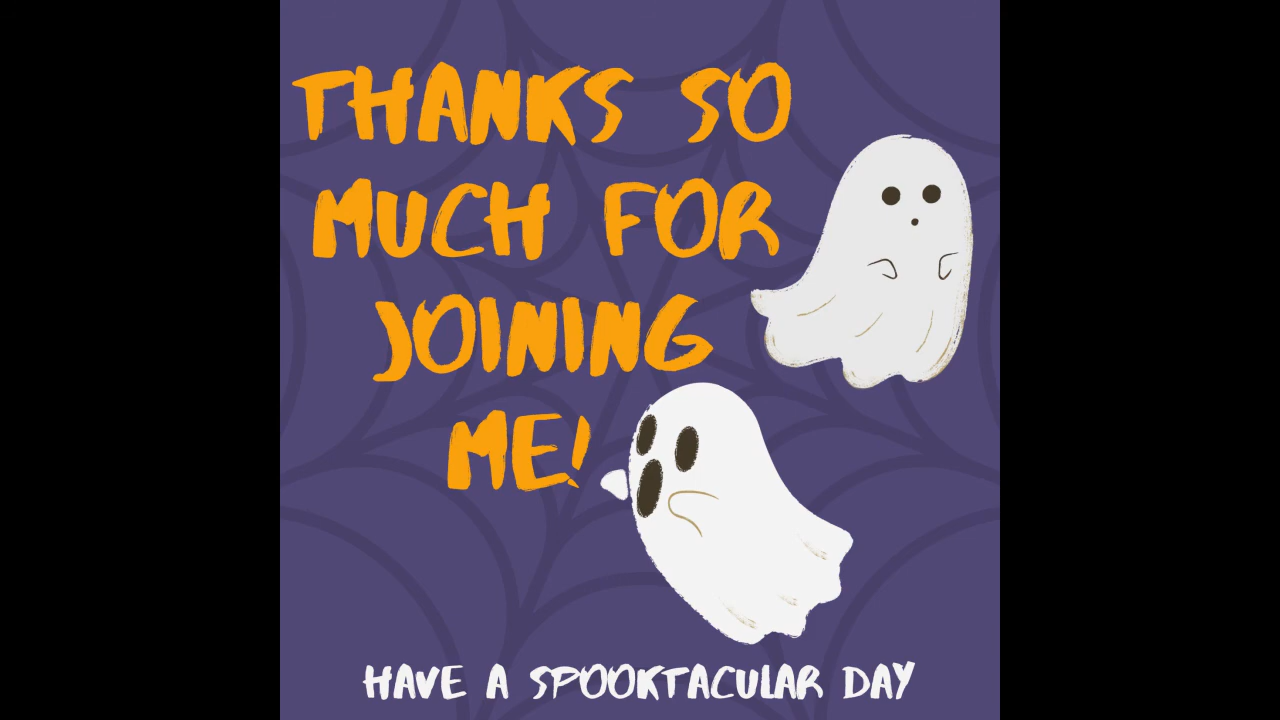 THANKS SO
MUCH FOR
JOINING
ME!
HAVE A SPOOKTACULAR DAY